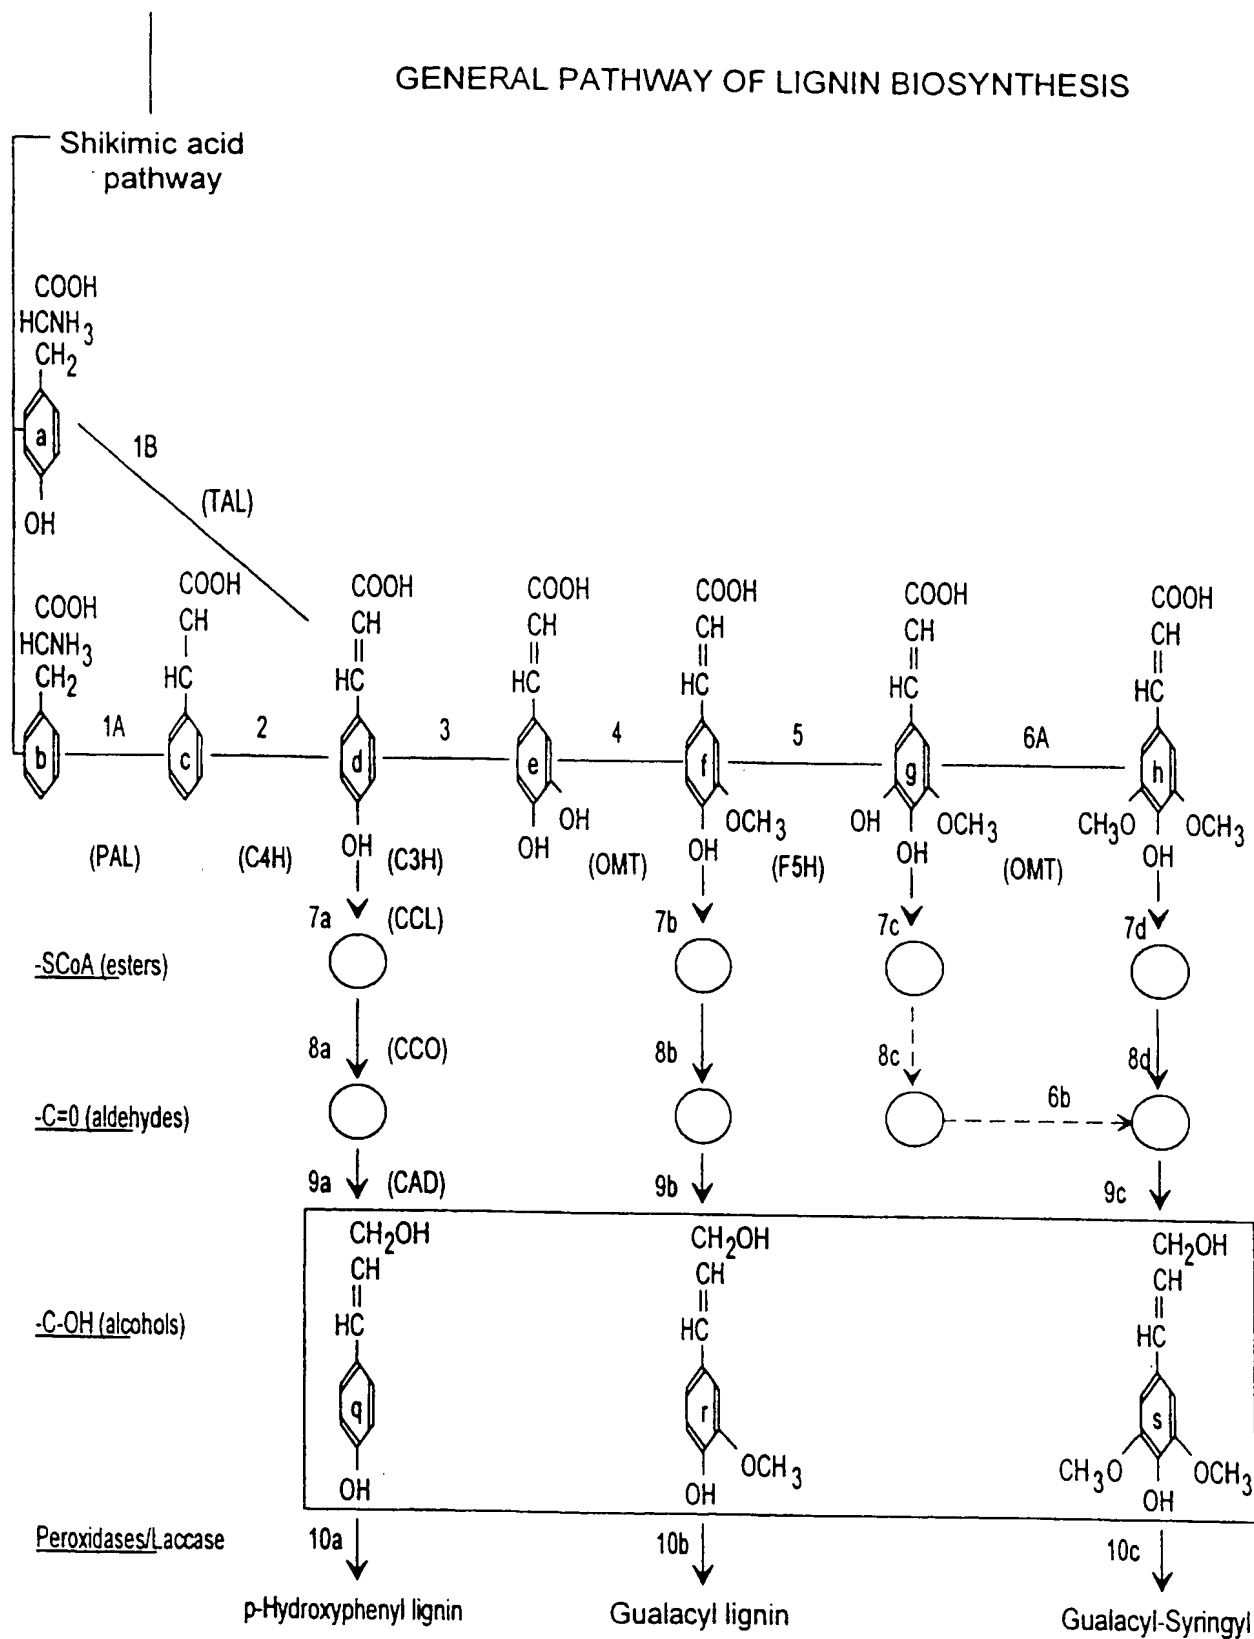 GENERAL PATHWAY OF LIGNIN BIOSYNTHESIS
Shikimic acid
pathway
COOH
HCNH3
CH2
a
OH
1B
(TAL)
COOH
HCNH3
CH2
b
1A
(PAL)
COOH
CH
HC
c
2
(C4H)
COOH
CH
HC
d
OH
3
(C3H)
COOH
CH
HC
e
OH
OH
4
(OMT)
COOH
CH
HC
f
OCH3
OH
5
(F5H)
COOH
CH
HC
g
OH
OCH3
OH
6A
(OMT)
COOH
CH
HC
h
CH3O
OCH3
OH
7a (CCL) 7b 7c 7d
-SCoA (esters)
8a (CCO) 8b 8c 8d
-C=0 (aldehydes)
6b
9a (CAD) 9b 9c
-C-OH (alcohols)
CH2OH
CH
HC
q
OH
CH2OH
CH
HC
r
OCH3
OH
CH2OH
CH
HC
s
CH3O
OCH3
OH
Peroxidases/Laccase
10a 10b 10c
p-Hydroxyphenyl lignin
Gualacyl lignin
Gualacyl-Syringyl